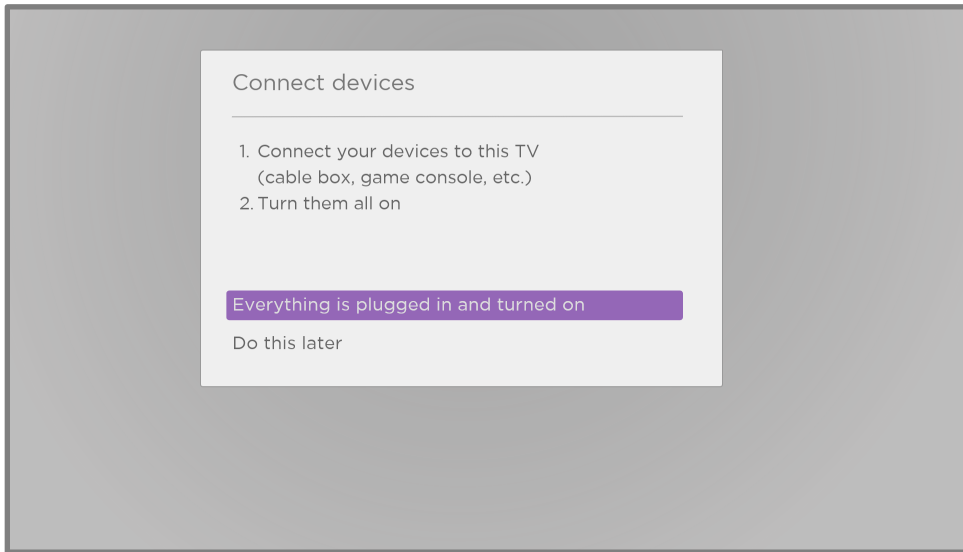 Connect devices
1. Connect your devices to this TV
(cable box, game console, etc.)
2. Turn them all on
Everything is plugged in and turned on
Do this later